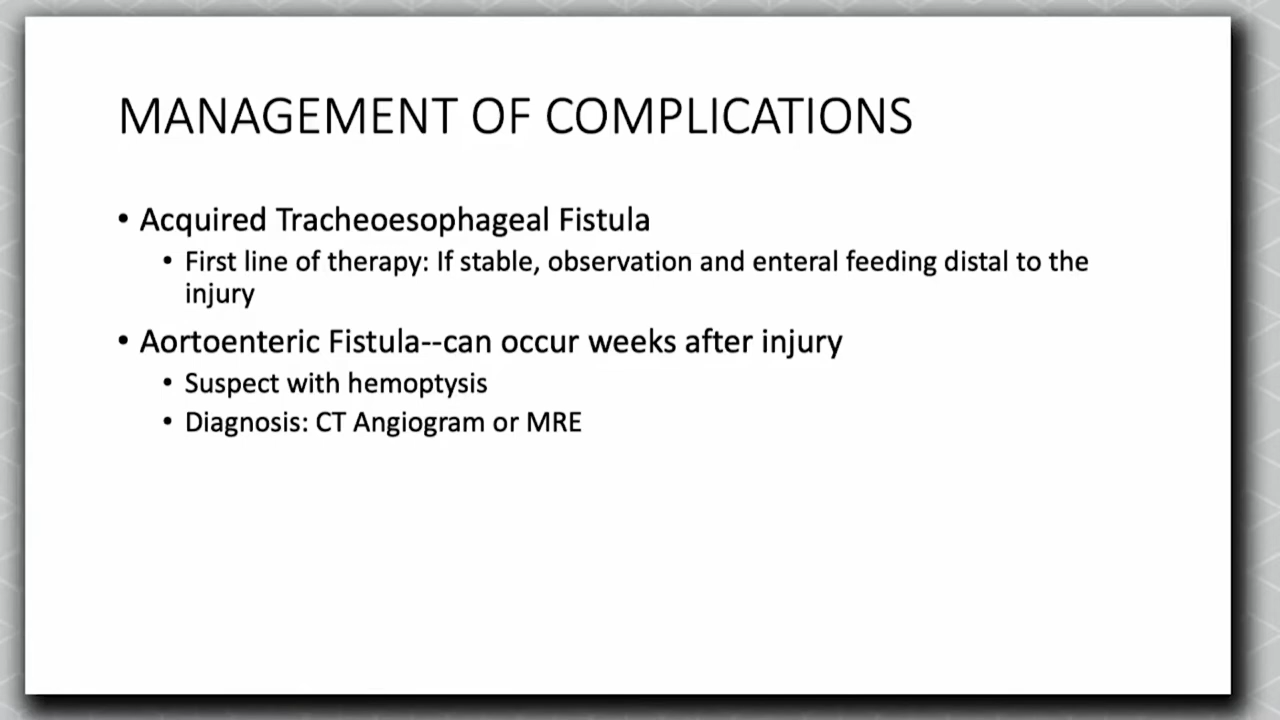 MANAGEMENT OF COMPLICATIONS
• Acquired Tracheoesophageal Fistula
• First line of therapy: If stable, observation and enteral feeding distal to the
injury
• Aortoenteric Fistula--can occur weeks after injury
• Suspect with hemoptysis
• Diagnosis: CT Angiogram or MRE